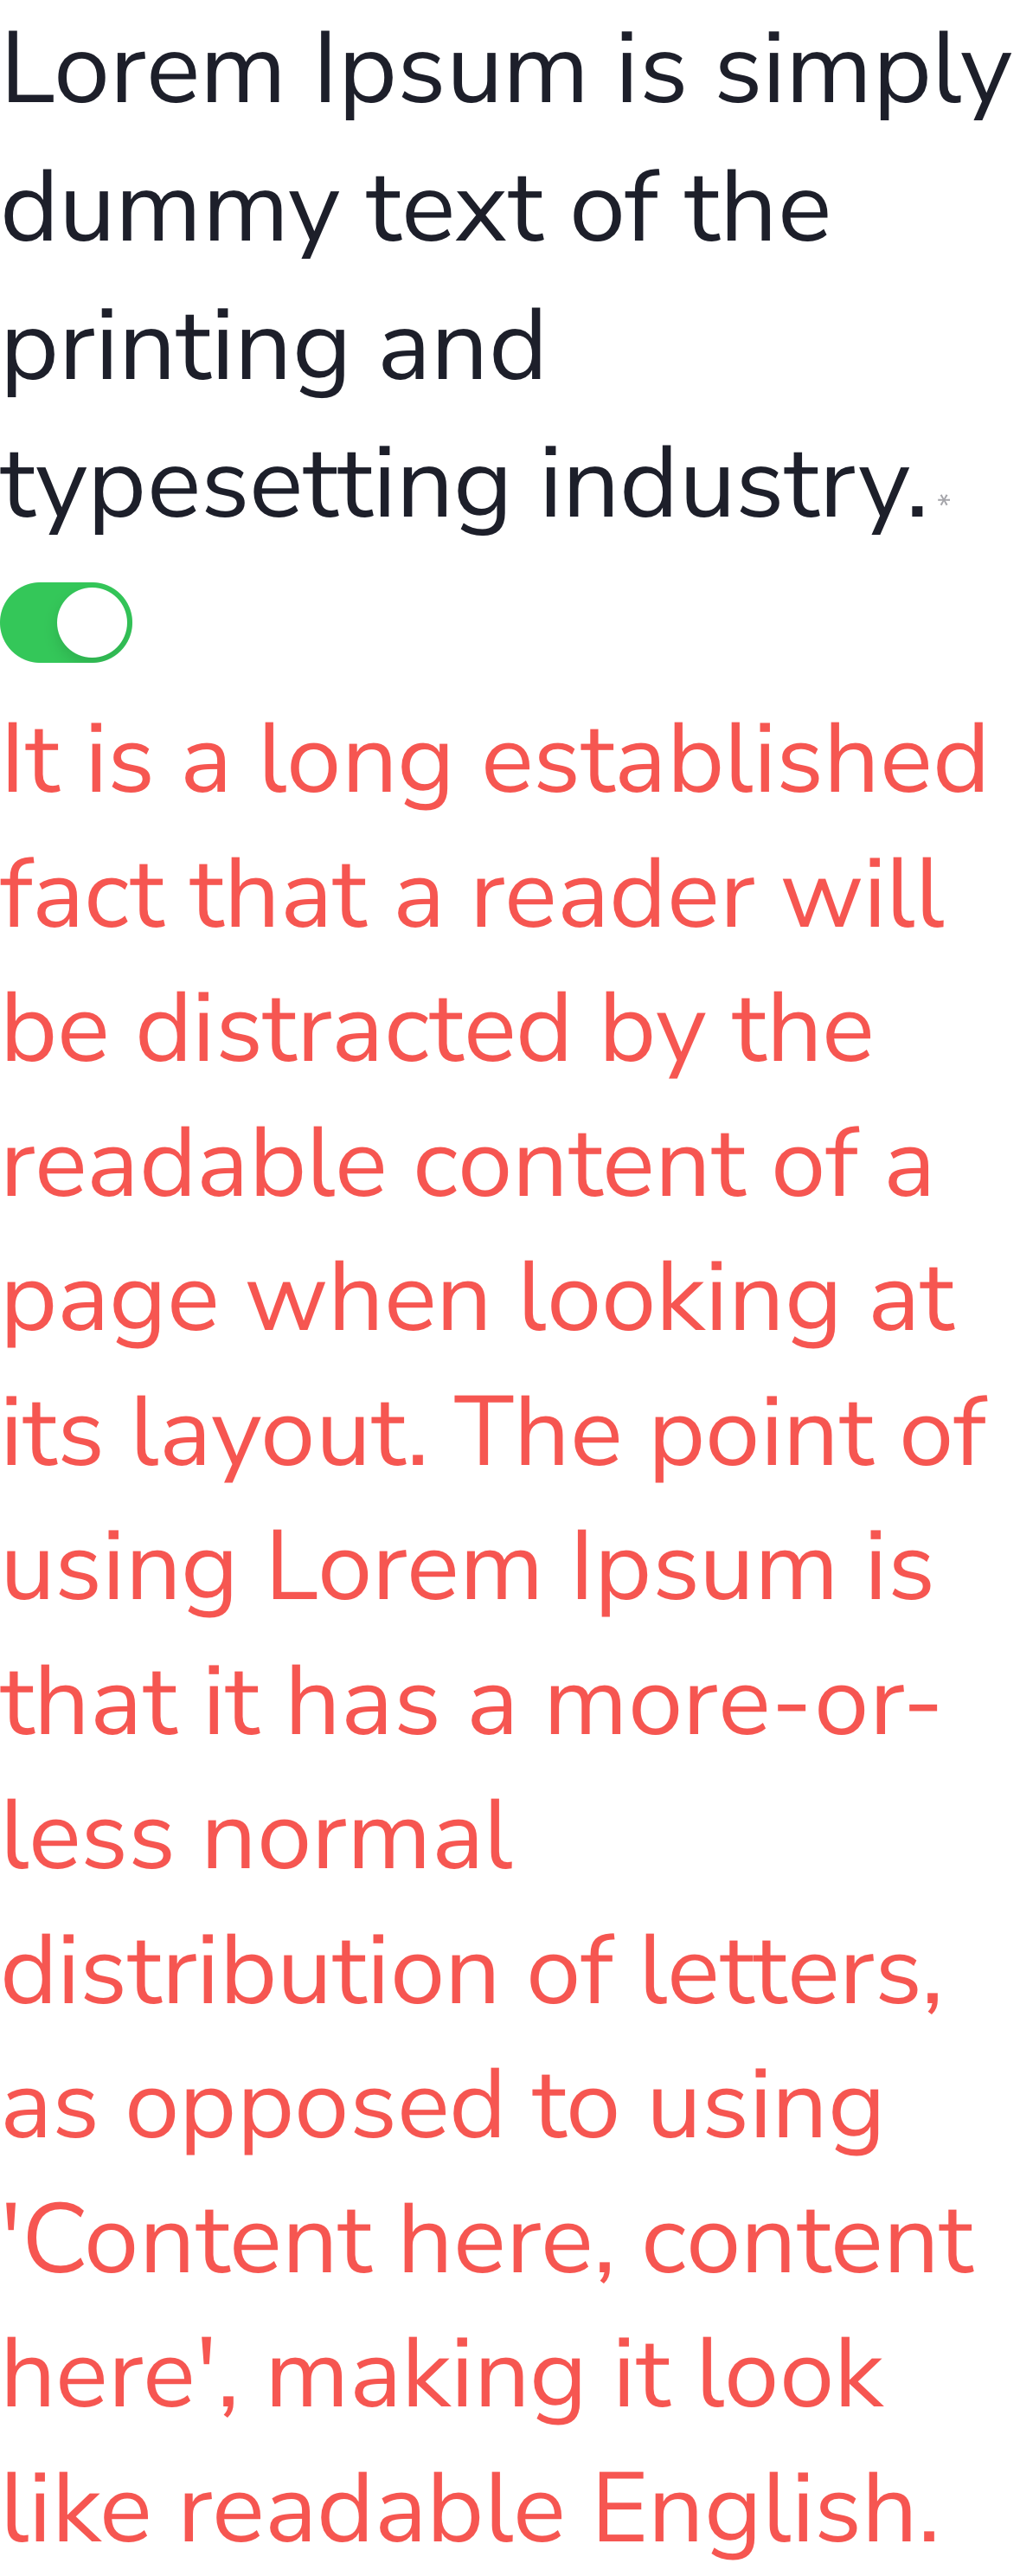 Lorem Ipsum is simply
dummy text of the
printing and
typesetting industry.*
It is a long established
fact that a reader will
be distracted by the
readable content of a
page when looking at
its layout. The point of
using Lorem Ipsum is
that it has a more-or-
less normal
distribution of letters,
as opposed to using
'Content here, content
here', making it look
like readable English.